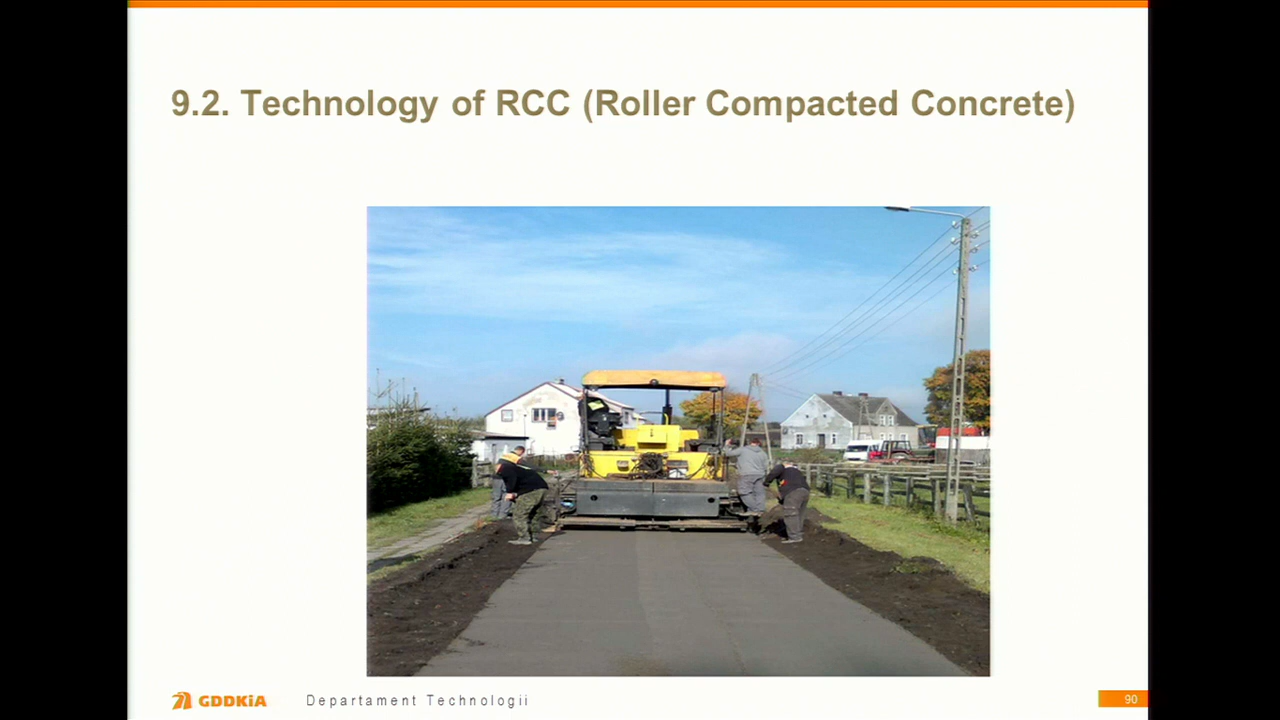 9.2. Technology of RCC (Roller Compacted Concrete)
GDDKiA
Departament Technologii
90